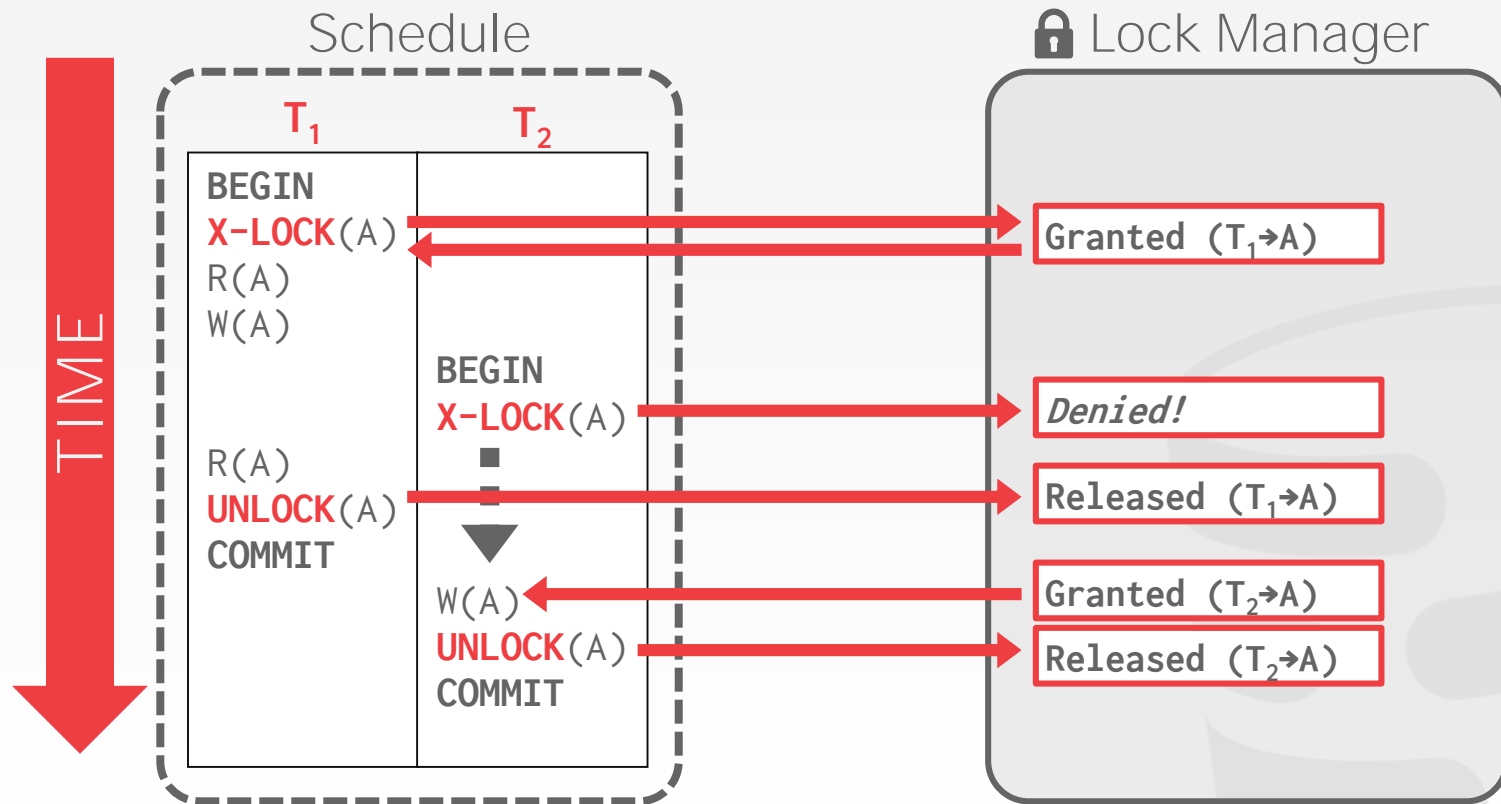 Schedule
Lock Manager
TIME
T₁ T₂
BEGIN
X-LOCK(A)
Granted (T₁→A)
R(A)
W(A)
BEGIN
X-LOCK(A)
Denied!
R(A)
UNLOCK(A)
Released (T₁→A)
COMMIT
W(A)
Granted (T₂→A)
UNLOCK(A)
Released (T₂→A)
COMMIT